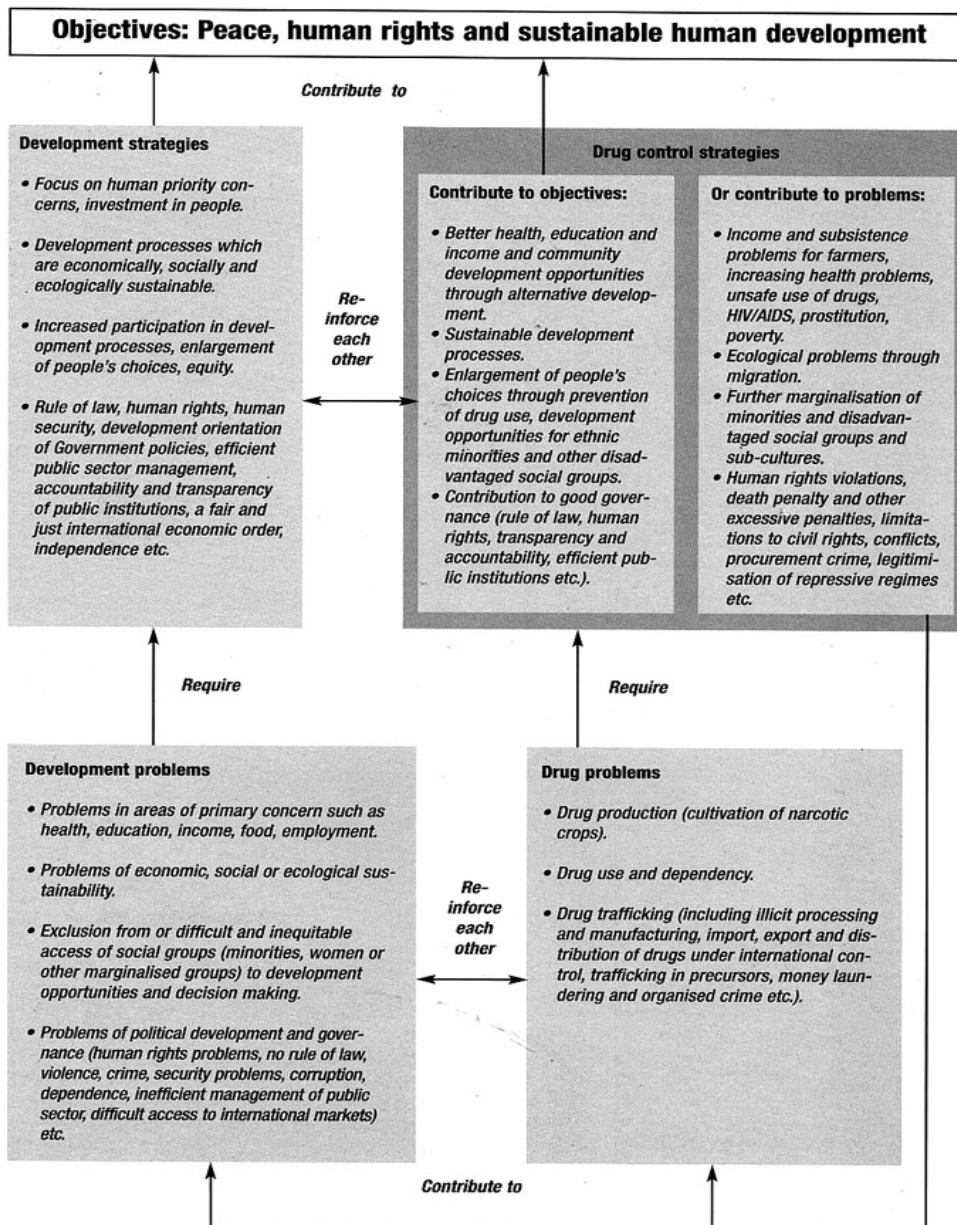 Objectives: Peace, human rights and sustainable human development
Contribute to
Development strategies
• Focus on human priority con-
cerns, investment in people.
• Development processes which
are economically, socially and
ecologically sustainable.
• Increased participation in devel-
opment processes, enlargement
of people's choices, equity.
• Rule of law, human rights, human
security, development orientation
of Government policies, efficient
public sector management,
accountability and transparency
of public institutions, a fair and
just international economic order,
independence etc.
Re-
inforce
each
other
Drug control strategies
Contribute to objectives:
• Better health, education and
income and community
development opportunities
through alternative develop-
ment.
• Sustainable development
processes.
• Enlargement of people's
choices through prevention
of drug use, development
opportunities for ethnic
minorities and other disad-
vantaged social groups.
• Contribution to good gover-
nance (rule of law, human
rights, transparency and
accountability, efficient pub-
lic institutions etc.).
Or contribute to problems:
• Income and subsistence
problems for farmers,
increasing health problems,
unsafe use of drugs,
HIV/AIDS, prostitution,
poverty.
• Ecological problems through
migration.
• Further marginalisation of
minorities and disadvan-
taged social groups and
sub-cultures.
• Human rights violations,
death penalty and other
excessive penalties, limita-
tions to civil rights, conflicts,
procurement crime, legitimi-
sation of repressive regimes
etc.
Require
Require
Development problems
• Problems in areas of primary concern such as
health, education, income, food, employment.
• Problems of economic, social or ecological sus-
tainability.
• Exclusion from or difficult and inequitable
access of social groups (minorities, women or
other marginalised groups) to development
opportunities and decision making.
• Problems of political development and gover-
nance (human rights problems, no rule of law,
violence, crime, security problems, corruption,
dependence, inefficient management of public
sector, difficult access to international markets)
etc.
Re-
inforce
each
other
Drug problems
• Drug production (cultivation of narcotic
crops).
• Drug use and dependency.
• Drug trafficking (including illicit processing
and manufacturing, import, export and dis-
tribution of drugs under international con-
trol, trafficking in precursors, money laun-
dering and organised crime etc.).
Contribute to